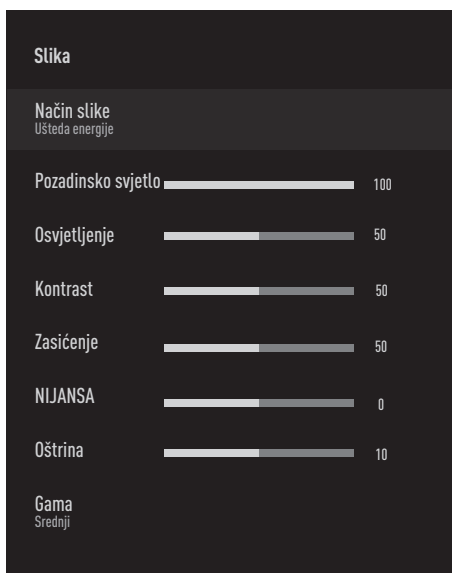 Slika
Način slike
Ušteda energije
Pozadinsko svjetlo 100
Osvjetljenje 50
Kontrast 50
Zasićenje 50
NIJANSA 0
Oštrina 10
Gama
Srednji